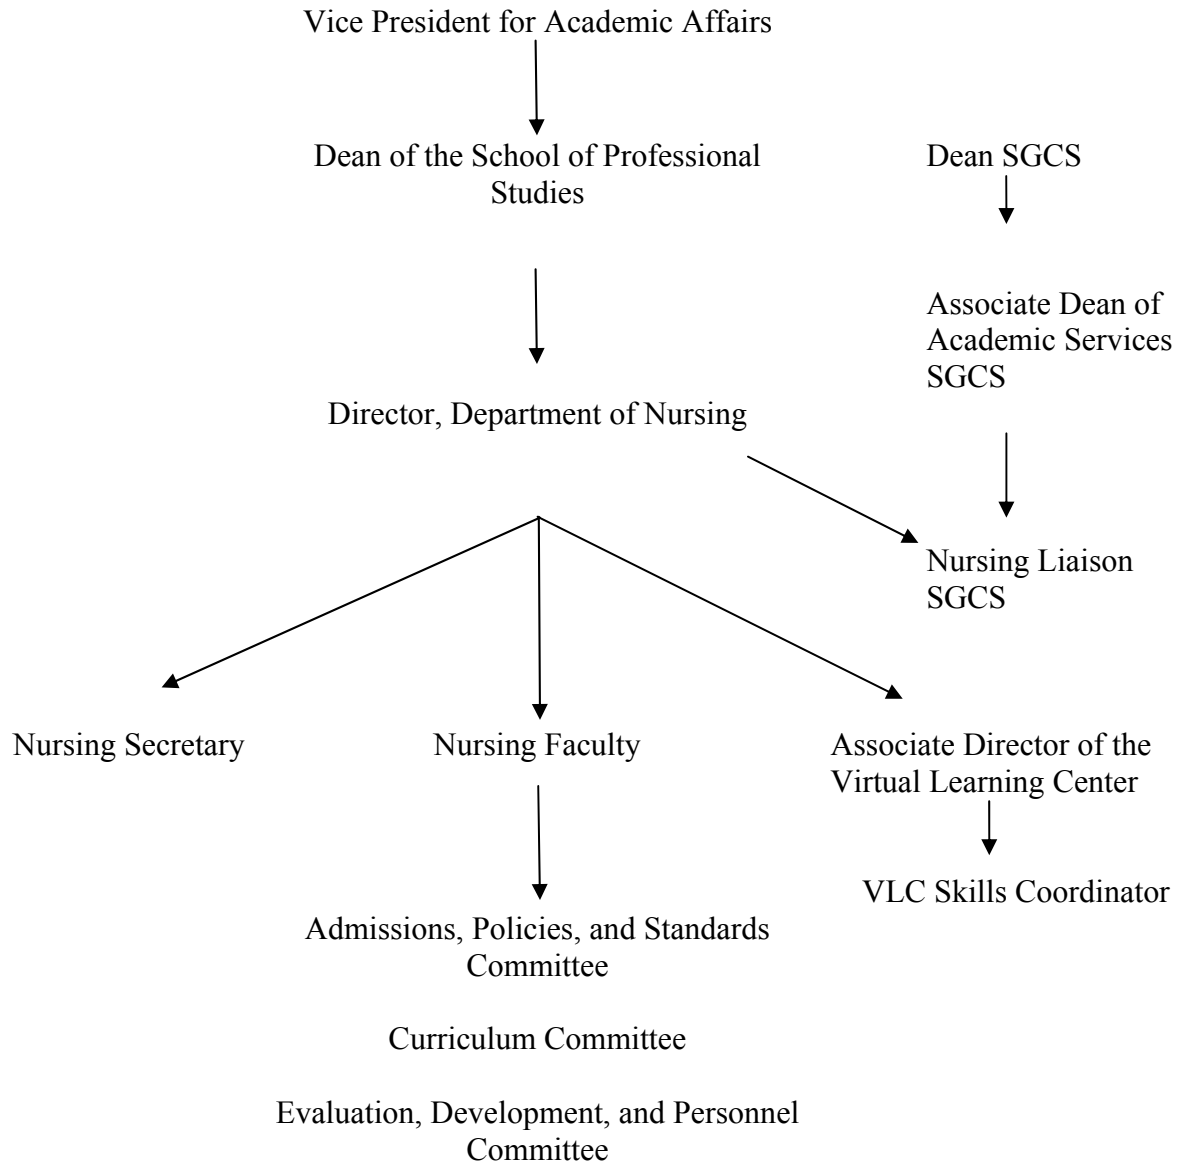 Vice President for Academic Affairs
Dean of the School of Professional
Studies
Dean SGCS
Associate Dean of
Academic Services
SGCS
Director, Department of Nursing
Nursing Liaison
SGCS
Nursing Secretary
Nursing Faculty
Associate Director of the
Virtual Learning Center
VLC Skills Coordinator
Admissions, Policies, and Standards
Committee
Curriculum Committee
Evaluation, Development, and Personnel
Committee